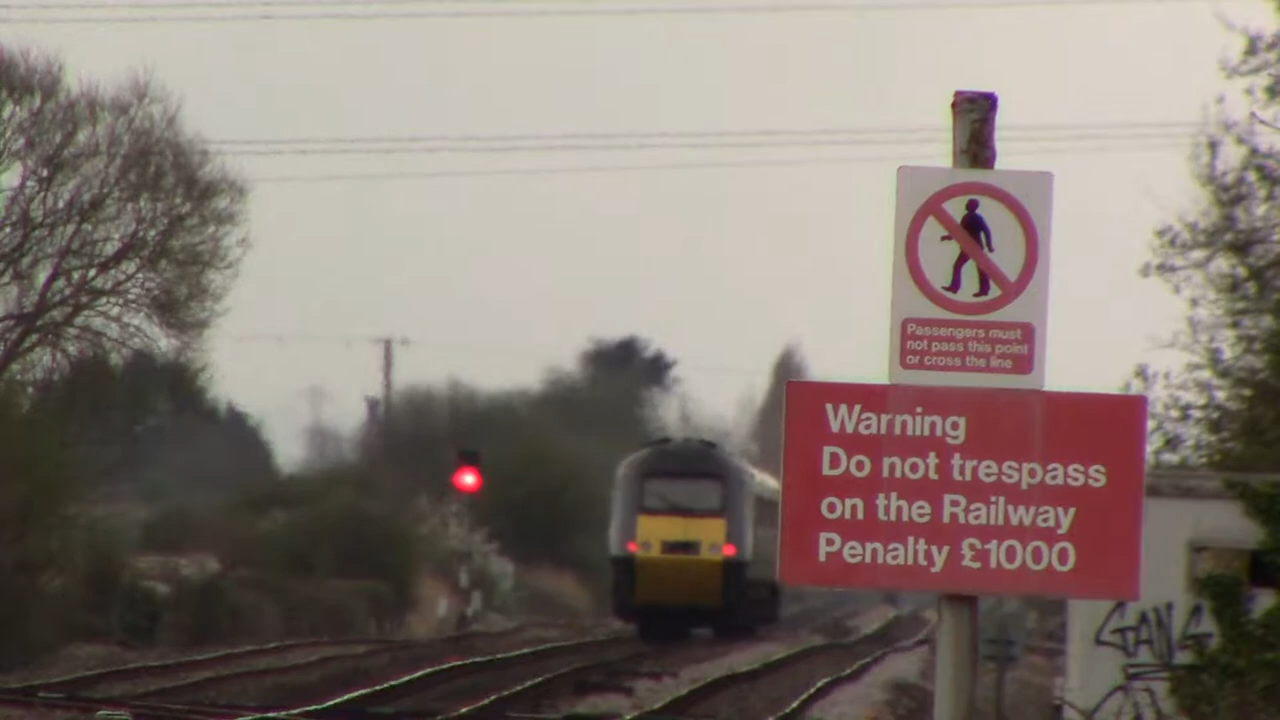 Passengers must
not pass this point
or cross the line
Warning
Do not trespass
on the Railway
Penalty £1000
GANG